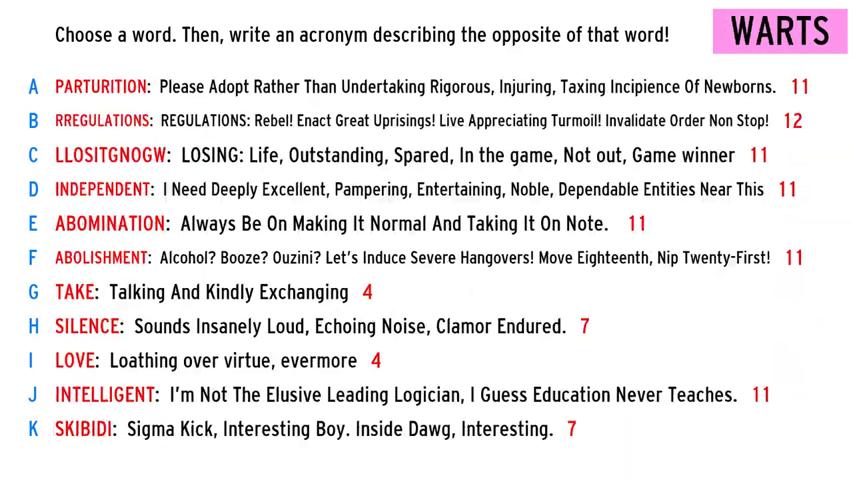 Choose a word. Then, write an acronym describing the opposite of that word!
WARTS
A PARTURITION: Please Adopt Rather Than Undertaking Rigorous, Injuring, Taxing Incipience Of Newborns. 11
B RREGULATIONS: REGULATIONS: Rebel! Enact Great Uprisings! Live Appreciating Turmoil! Invalidate Order Non Stop! 12
C LLOSITGNOGW: LOSING: Life, Outstanding, Spared, In the game, Not out, Game winner 11
D INDEPENDENT: I Need Deeply Excellent, Pampering, Entertaining, Noble, Dependable Entities Near This 11
E ABOMINATION: Always Be On Making It Normal And Taking It On Note. 11
F ABOLISHMENT: Alcohol? Booze? Ouzini? Let's Induce Severe Hangovers! Move Eighteenth, Nip Twenty-First! 11
G TAKE: Talking And Kindly Exchanging 4
H SILENCE: Sounds Insanely Loud, Echoing Noise, Clamor Endured. 7
I LOVE: Loathing over virtue, evermore 4
J INTELLIGENT: I'm Not The Elusive Leading Logician, I Guess Education Never Teaches. 11
K SKIBIDI: Sigma Kick, Interesting Boy. Inside Dawg, Interesting. 7